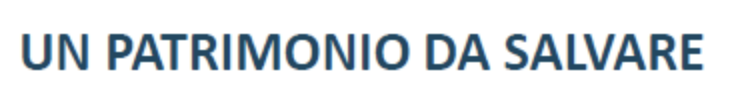 UN PATRIMONIO DA SALVARE